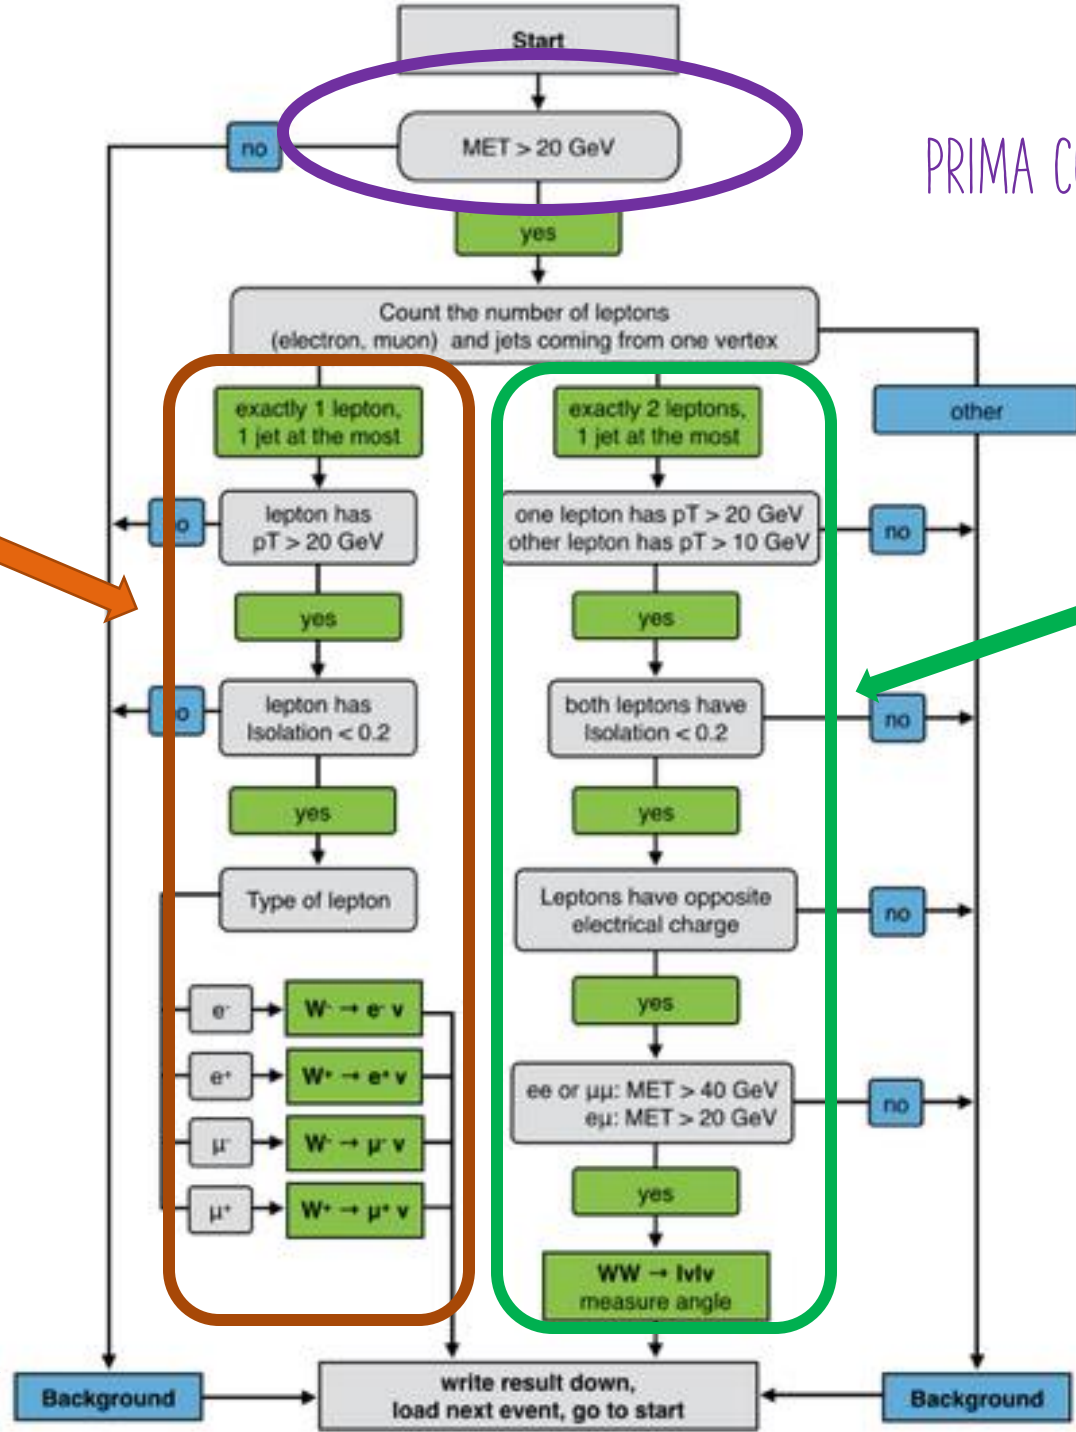 Start
MET > 20 GeV
no
PRIMA
yes
Count the number of leptons
(electron, muon) and jets coming from one vertex
exactly 1 lepton,
1 jet at the most
exactly 2 leptons,
1 jet at the most
other
no
lepton has
pT > 20 GeV
one lepton has pT > 20 GeV
other lepton has pT > 10 GeV
no
yes
yes
no
lepton has
Isolation < 0.2
both leptons have
Isolation < 0.2
no
yes
yes
Type of lepton
Leptons have opposite
electrical charge
no
e⁻
W⁻ → e⁻ ν
yes
e⁺
W⁺ → e⁺ ν
ee or μμ: MET > 40 GeV
eμ: MET > 20 GeV
no
μ⁻
W⁻ → μ⁻ ν
μ⁺
W⁺ → μ⁺ ν
yes
WW → lνlν
measure angle
Background
write result down,
load next event, go to start
Background